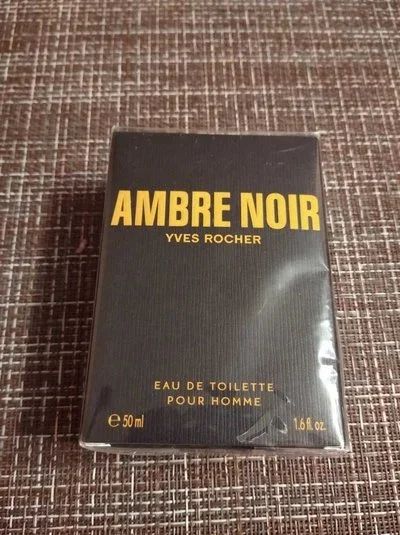 AMBRE NOIR
YVES ROCHER
EAU DE TOILETTE
POUR HOMME
℮ 50 ml 1.6 fl. oz.